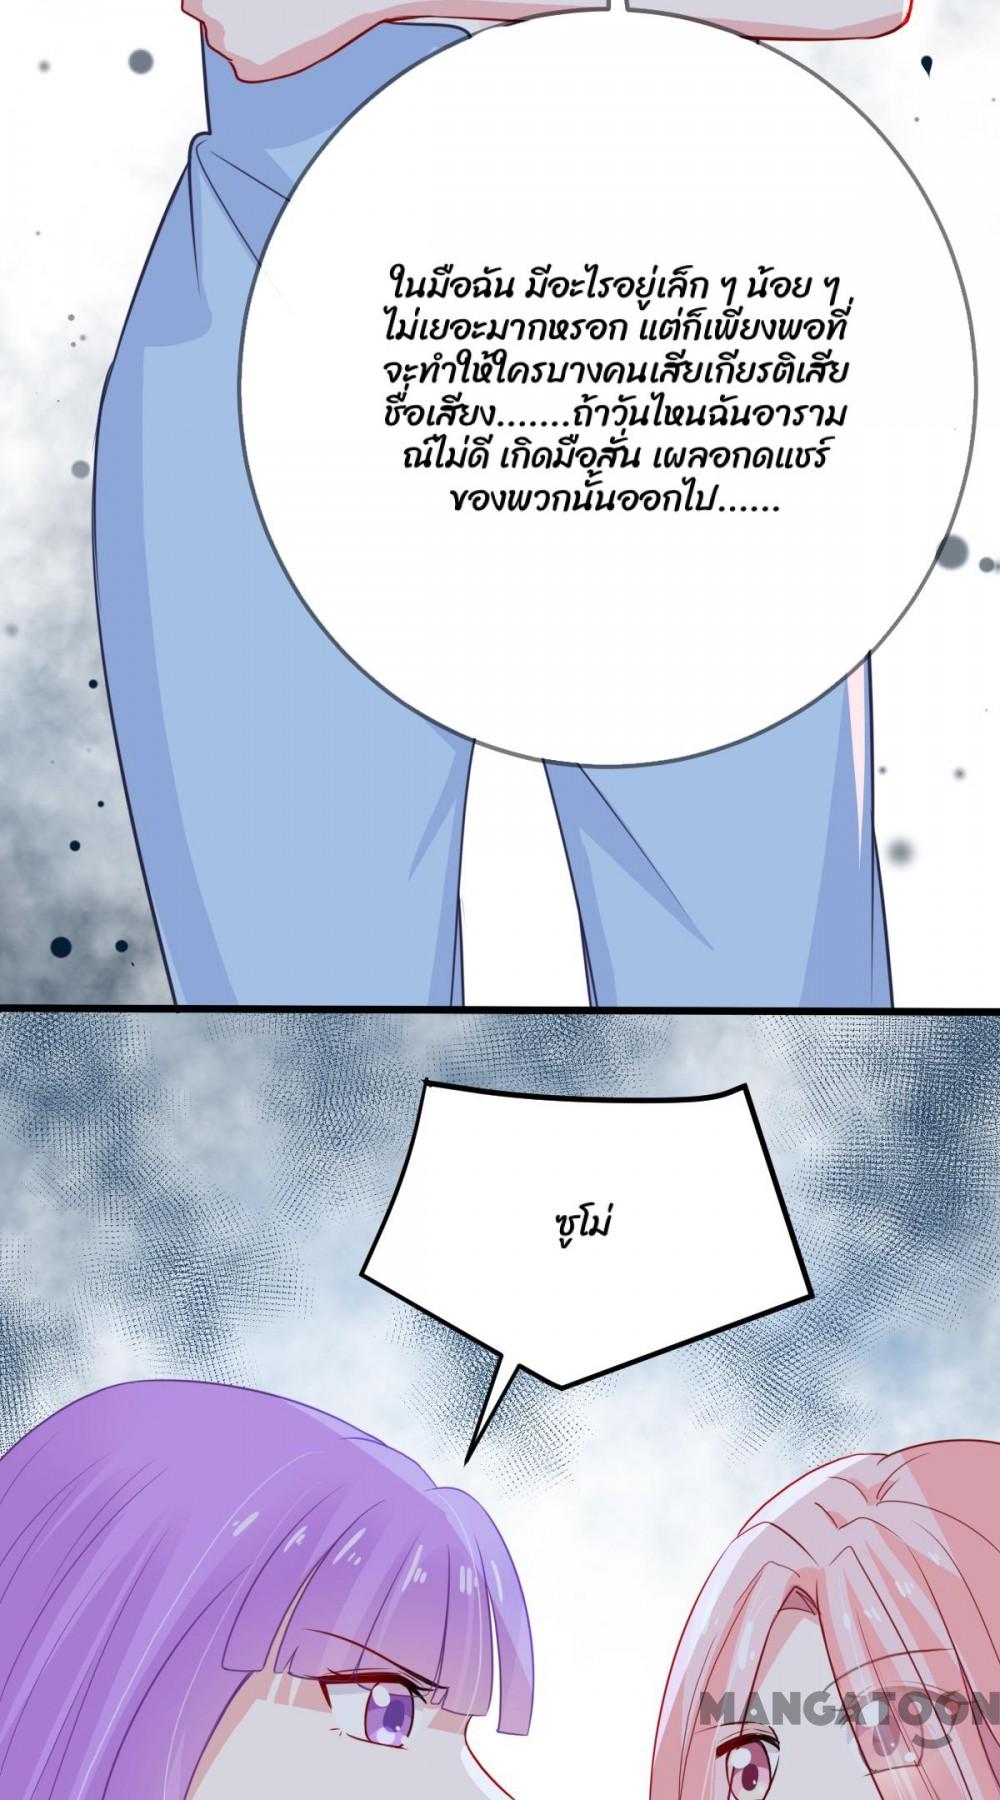 ในมือฉัน มีอะไรอยู่เล็ก ๆ น้อย ๆ
ไม่เยอะมากหรอก แต่ก็เพียงพอที่
จะทำให้ใครบางคนเสียเกียรติเสีย
ชื่อเสียง.......ถ้าวันไหนฉันอาราม
ณ์ไม่ดี เกิดมือสั่น เผลอกดแชร์
ของพวกนั้นออกไป......
ซูโม่
MANGATOON